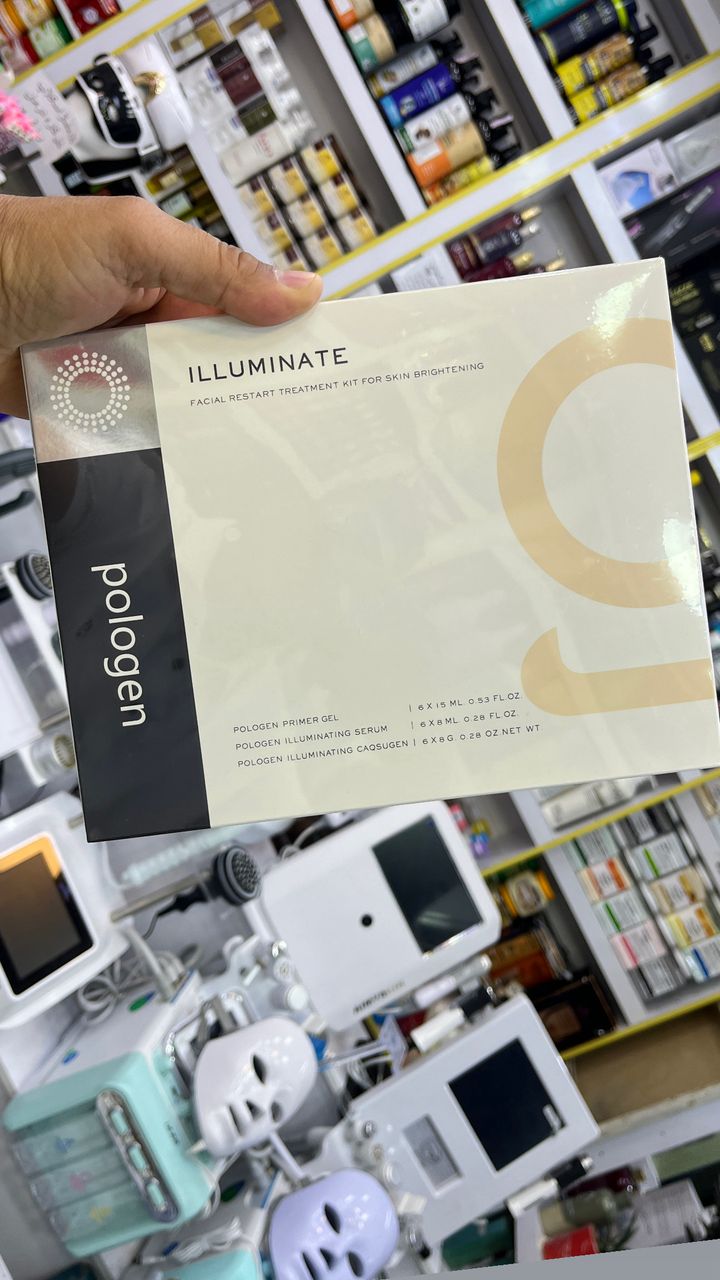 ILLUMINATE
FACIAL RESTART TREATMENT KIT FOR SKIN BRIGHTENING
pologen
POLOGEN PRIMER GEL | 6 X 15 ML. 0.53 FL.OZ.
POLOGEN ILLUMINATING SERUM | 6 X 8 ML. 0.28 FL.OZ.
POLOGEN ILLUMINATING CAQSUGEN | 6 X 8 G. 0.28 OZ.NET WT